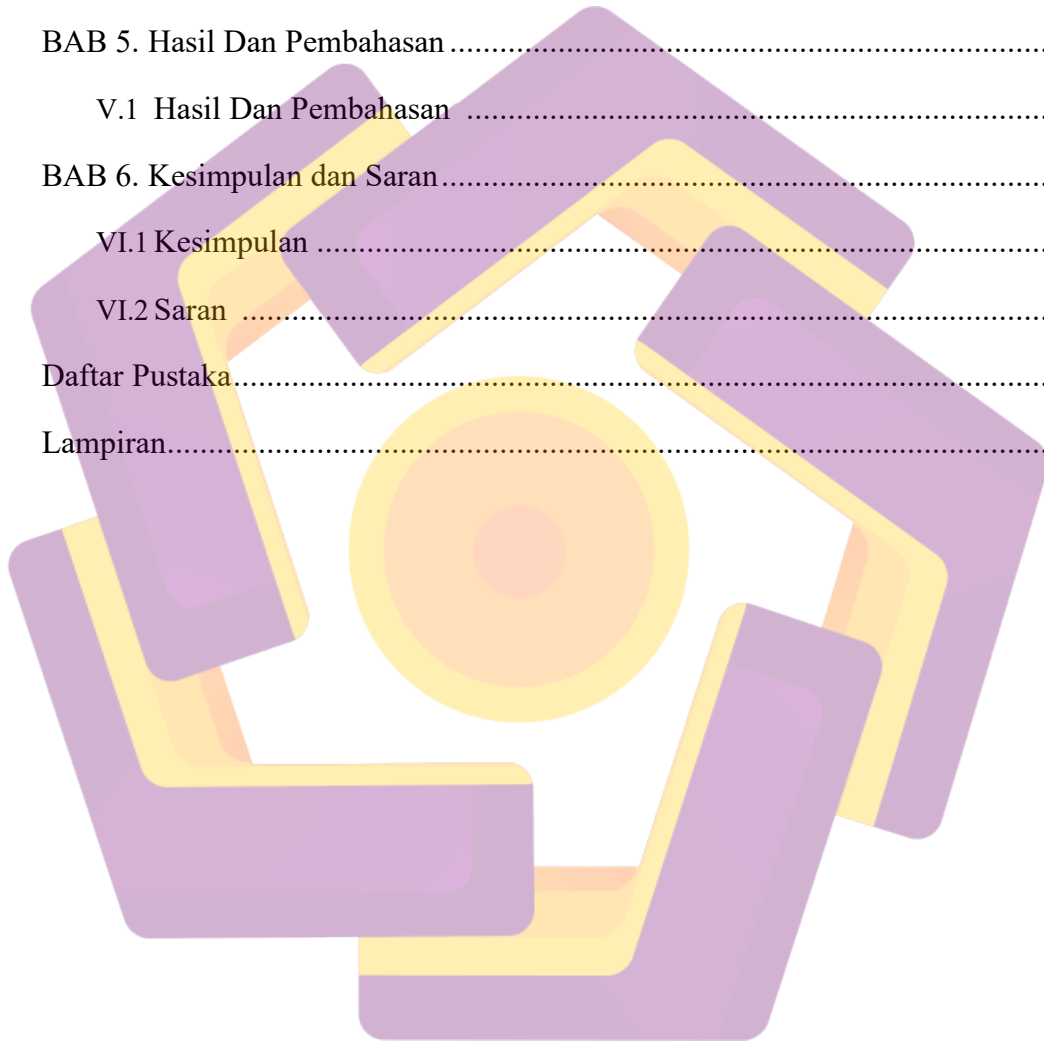 BAB 5. Hasil Dan Pembahasan ........................................................................
V.1 Hasil Dan Pembahasan ......................................................................
BAB 6. Kesimpulan dan Saran.........................................................................
VI.1 Kesimpulan .......................................................................................
VI.2 Saran ................................................................................................
Daftar Pustaka..................................................................................................
Lampiran..........................................................................................................